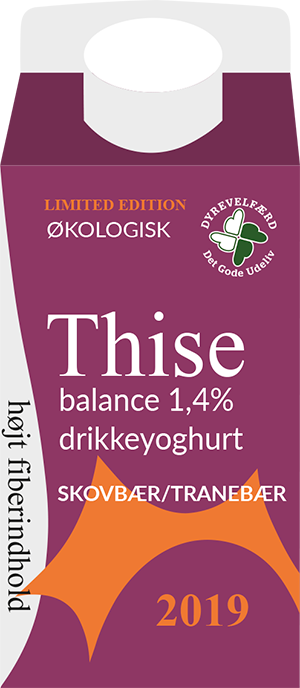 LIMITED EDITION
ØKOLOGISK
DYREVELFÆRD
Det Gode Udeliv
Thise
balance 1,4%
drikkeyoghurt
SKOVBÆR/TRANEBÆR
højt fiberindhold
2019